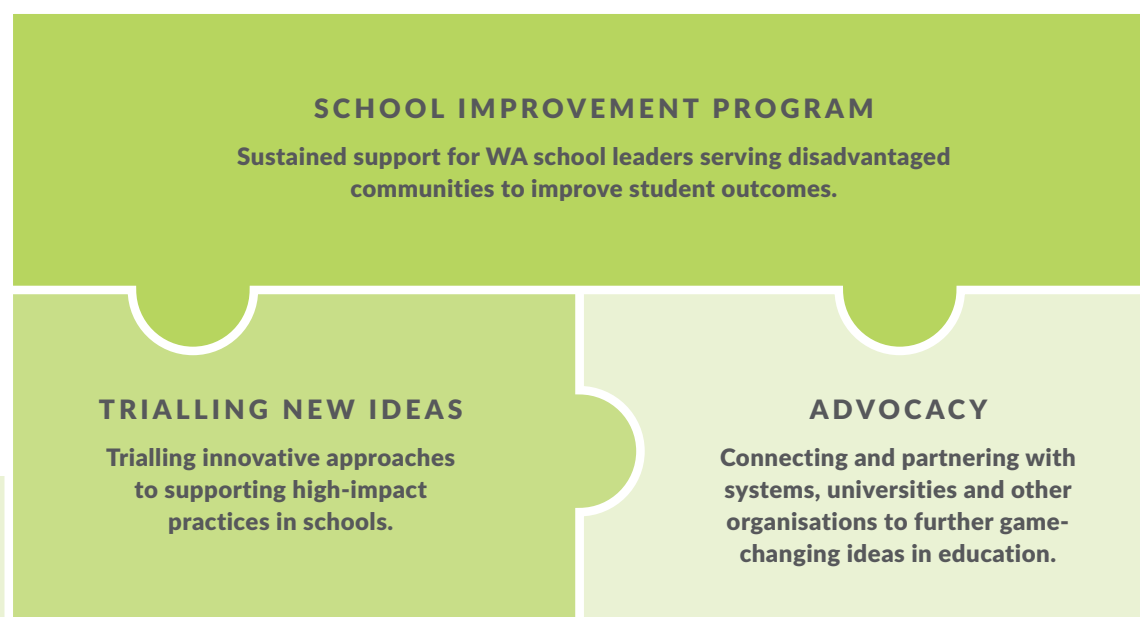 SCHOOL IMPROVEMENT PROGRAM
Sustained support for WA school leaders serving disadvantaged
communities to improve student outcomes.
TRIALLING NEW IDEAS
Trialling innovative approaches
to supporting high-impact
practices in schools.
ADVOCACY
Connecting and partnering with
systems, universities and other
organisations to further game-
changing ideas in education.